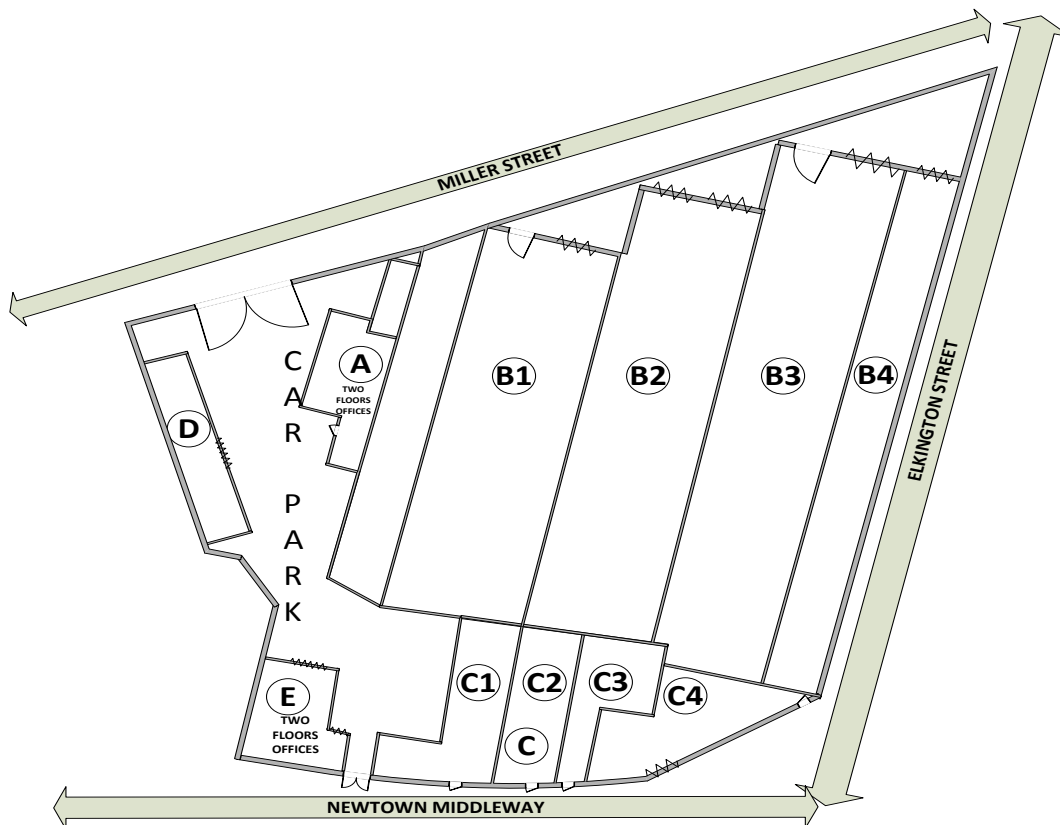 MILLER STREET
ELKINGTON STREET
A
TWO
FLOORS
OFFICES
B1
B2
B3
B4
D
C
A
R
P
A
R
K
E
TWO
FLOORS
OFFICES
C1
C2
C3
C4
C
NEWTOWN MIDDLEWAY